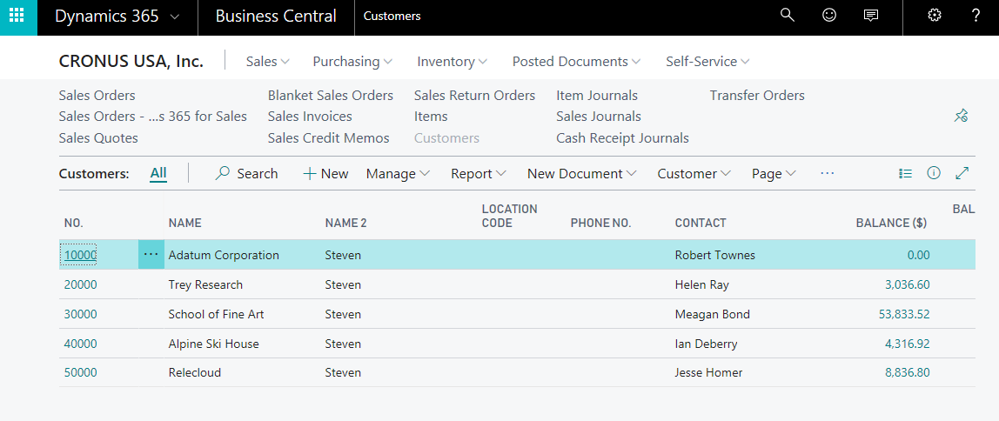 Dynamics 365 Business Central Customers ?
CRONUS USA, Inc. Sales Purchasing Inventory Posted Documents Self-Service
Sales Orders Blanket Sales Orders Sales Return Orders Item Journals Transfer Orders
Sales Orders - ...s 365 for Sales Sales Invoices Items Sales Journals
Sales Quotes Sales Credit Memos Customers Cash Receipt Journals
Customers: All Search + New Manage Report New Document Customer Page ...
NO. NAME NAME 2 LOCATION CODE PHONE NO. CONTACT BALANCE ($) BAL
10000 ... Adatum Corporation Steven Robert Townes 0.00
20000 Trey Research Steven Helen Ray 3,036.60
30000 School of Fine Art Steven Meagan Bond 53,833.52
40000 Alpine Ski House Steven Ian Deberry 4,316.92
50000 Relecloud Steven Jesse Homer 8,836.80